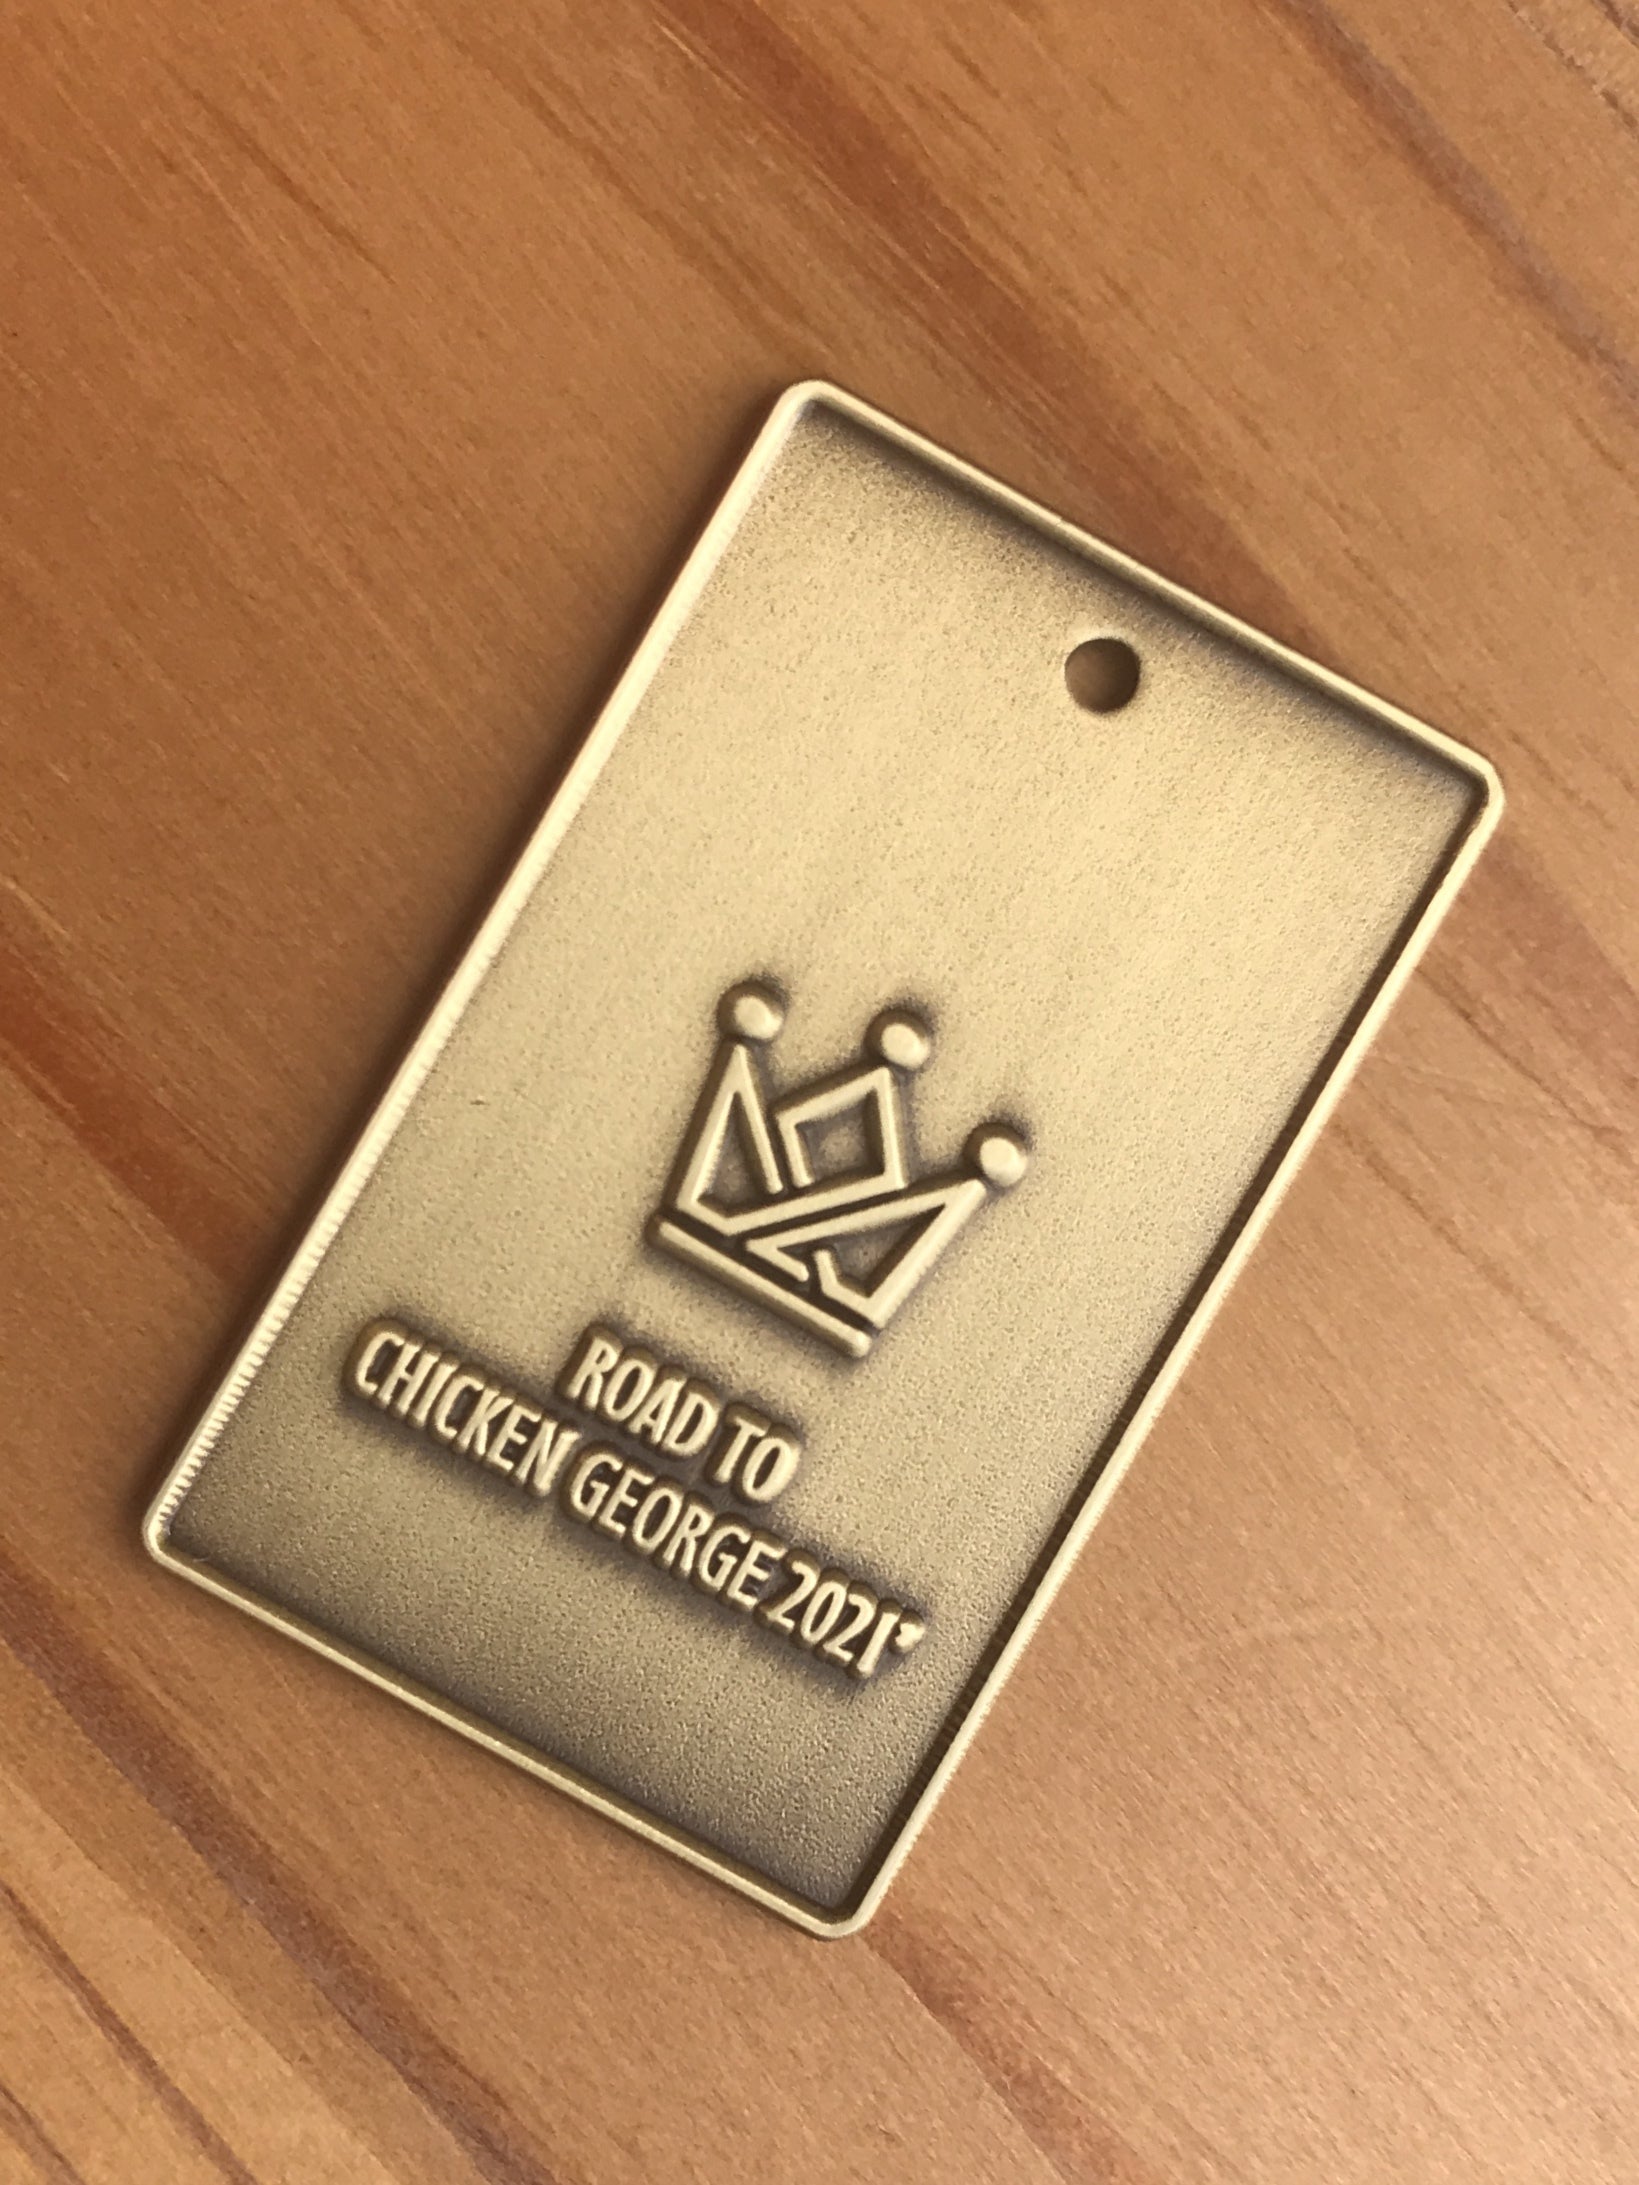 ROAD TO
CHICKEN GEORGE 2021*